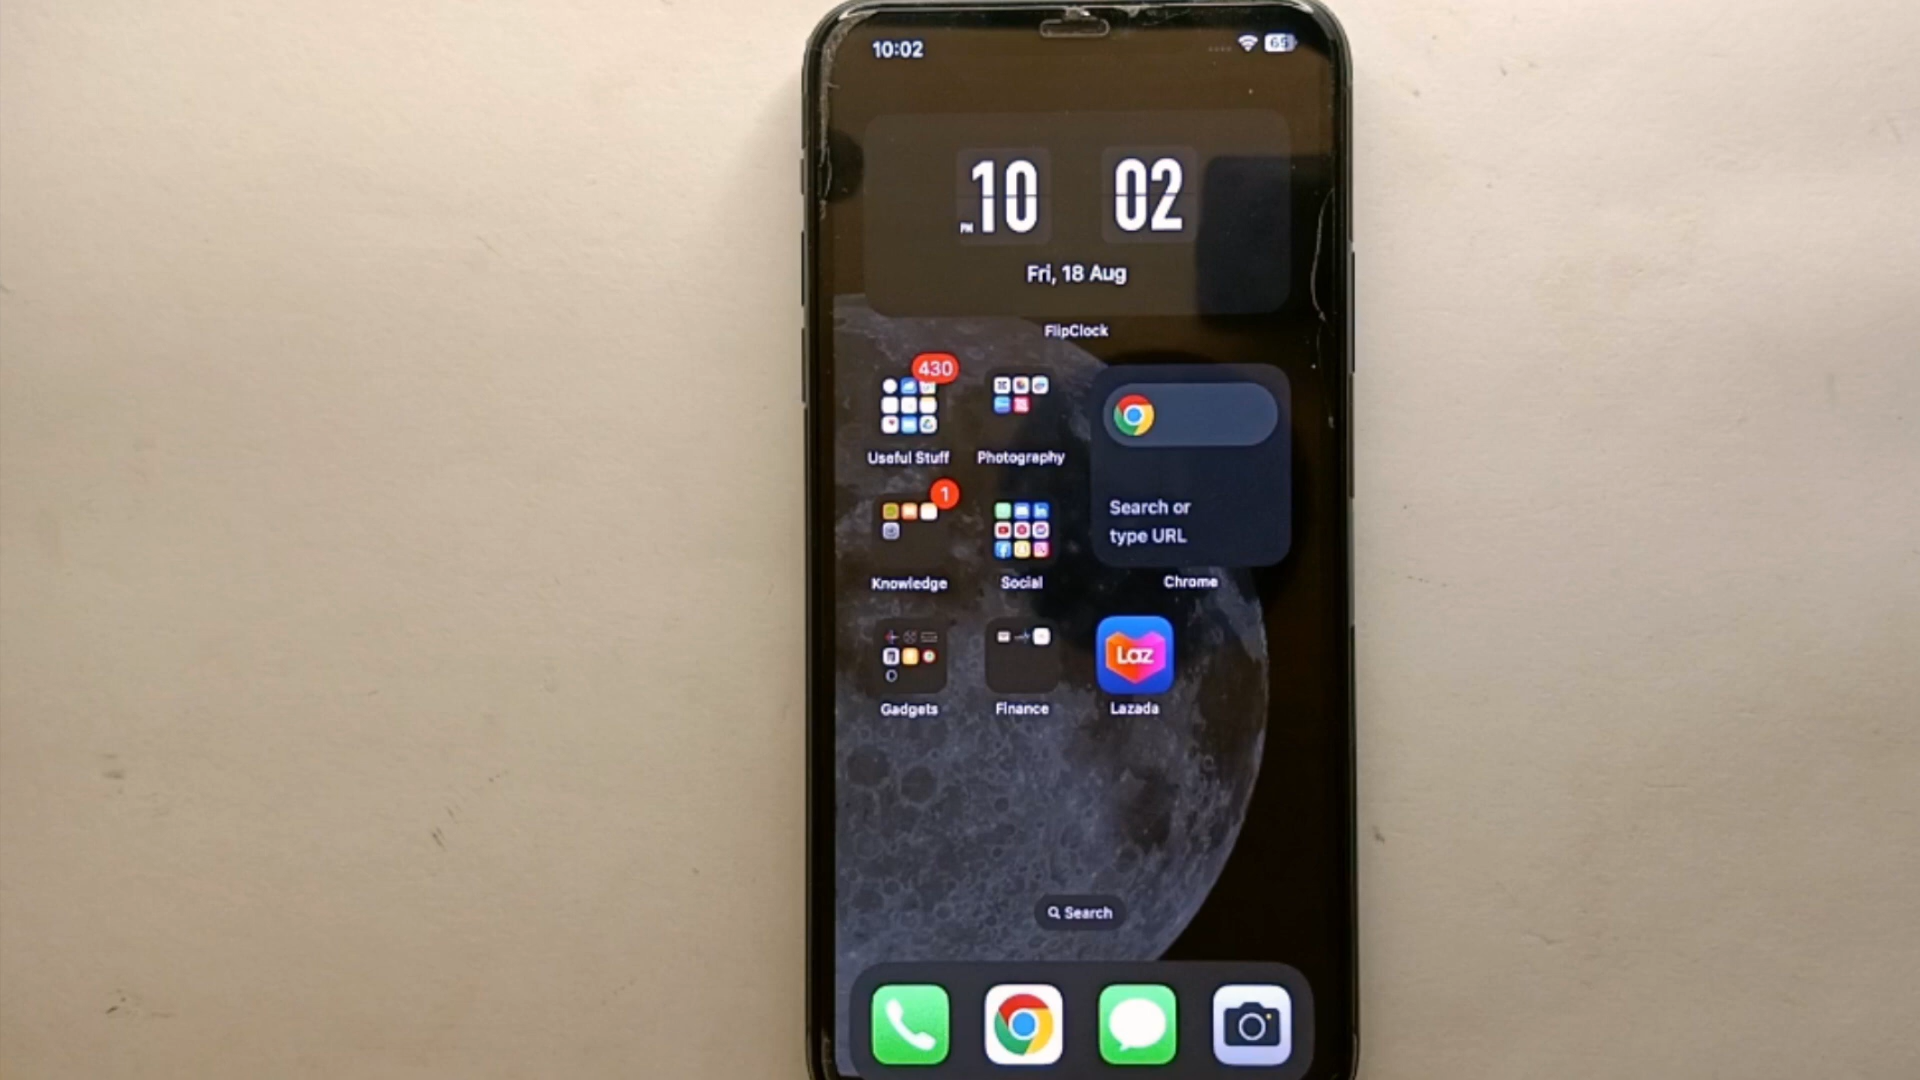 10:02
69
PM 10 02
Fri, 18 Aug
FlipClock
430
Useful Stuff
Photography
Search or
type URL
1
Knowledge
Social
Chrome
Laz
Gadgets
Finance
Lazada
Search